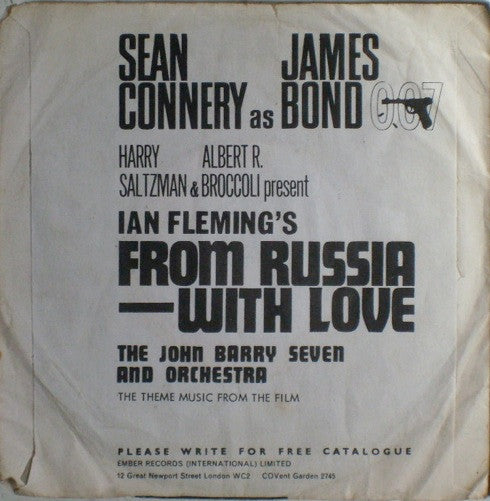 SEAN JAMES
CONNERY as BOND 007
HARRY ALBERT R.
SALTZMAN & BROCCOLI present
IAN FLEMING'S
FROM RUSSIA
—WITH LOVE
THE JOHN BARRY SEVEN
AND ORCHESTRA
THE THEME MUSIC FROM THE FILM
PLEASE WRITE FOR FREE CATALOGUE
EMBER RECORDS (INTERNATIONAL) LIMITED
12 Great Newport Street London WC2 COVent Garden 2745